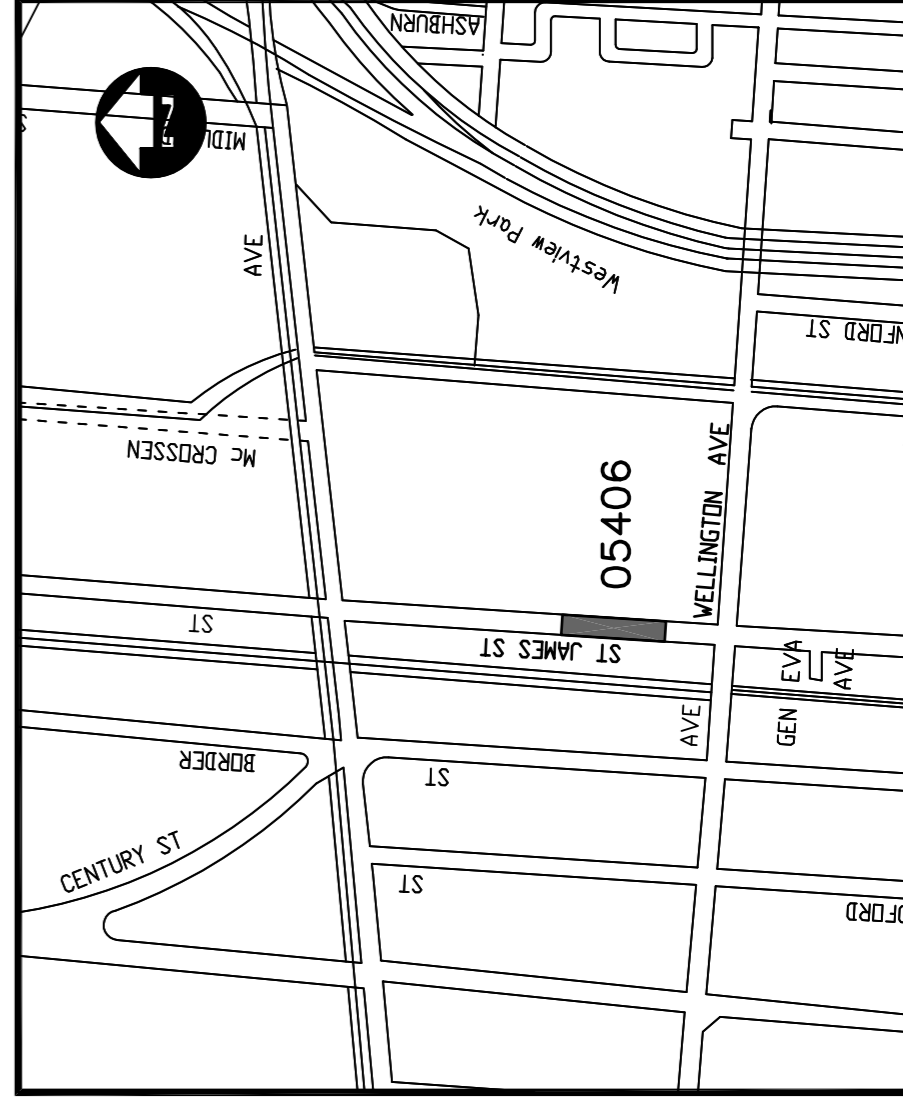 ASHBURN
N
MIDL
AVE
Westview Park
NFORD ST
Mc CROSSEN
05406
WELLINGTON AVE
ST
ST JAMES ST
GEN EVA
AVE
AVE
BORDER
ST
CENTURY ST
ST
FORD